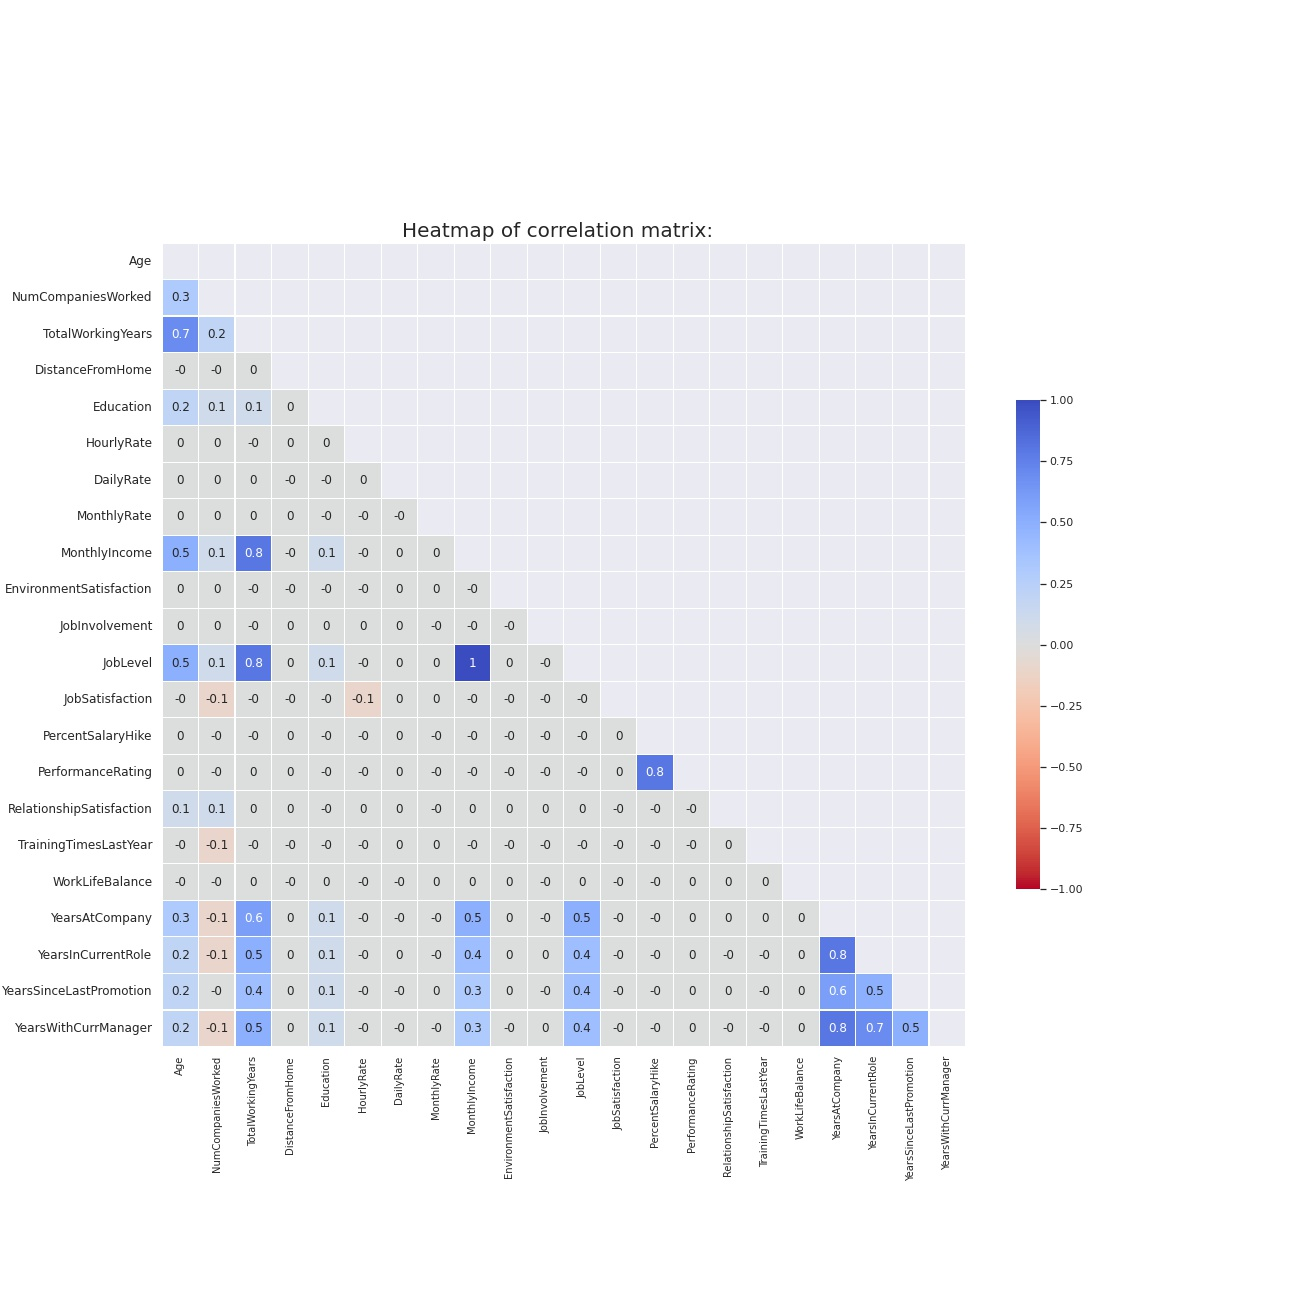 Heatmap of correlation matrix:
Age
NumCompaniesWorked 0.3
TotalWorkingYears 0.7 0.2
DistanceFromHome -0 -0 0
Education 0.2 0.1 0.1 0
HourlyRate 0 0 -0 0 0
DailyRate 0 0 0 -0 -0 0
MonthlyRate 0 0 0 0 -0 -0 -0
MonthlyIncome 0.5 0.1 0.8 -0 0.1 -0 0 0
EnvironmentSatisfaction 0 0 -0 -0 -0 -0 0 0 -0
JobInvolvement 0 0 -0 0 0 0 0 -0 -0 -0
JobLevel 0.5 0.1 0.8 0 0.1 -0 0 0 1 0 -0
JobSatisfaction -0 -0.1 -0 -0 -0 -0.1 0 0 -0 -0 -0 -0
PercentSalaryHike 0 -0 -0 0 -0 -0 0 -0 -0 -0 -0 -0 0
PerformanceRating 0 -0 0 0 -0 -0 0 -0 -0 -0 -0 -0 0 0.8
RelationshipSatisfaction 0.1 0.1 0 0 -0 0 0 -0 0 0 0 0 -0 -0 -0
TrainingTimesLastYear -0 -0.1 -0 -0 -0 -0 0 0 -0 -0 -0 -0 -0 -0 -0 0
WorkLifeBalance -0 -0 0 -0 0 -0 -0 0 0 0 -0 0 -0 -0 0 0 0
YearsAtCompany 0.3 -0.1 0.6 0 0.1 -0 -0 -0 0.5 0 -0 0.5 -0 -0 0 0 0 0
YearsInCurrentRole 0.2 -0.1 0.5 0 0.1 -0 0 -0 0.4 0 0 0.4 -0 -0 0 -0 -0 0 0.8
YearsSinceLastPromotion 0.2 -0 0.4 0 0.1 -0 -0 0 0.3 0 -0 0.4 -0 -0 0 0 -0 0 0.6 0.5
YearsWithCurrManager 0.2 -0.1 0.5 0 0.1 -0 -0 -0 0.3 -0 0 0.4 -0 -0 0 -0 -0 0 0.8 0.7 0.5
Age
NumCompaniesWorked
TotalWorkingYears
DistanceFromHome
Education
HourlyRate
DailyRate
MonthlyRate
MonthlyIncome
EnvironmentSatisfaction
JobInvolvement
JobLevel
JobSatisfaction
PercentSalaryHike
PerformanceRating
RelationshipSatisfaction
TrainingTimesLastYear
WorkLifeBalance
YearsAtCompany
YearsInCurrentRole
YearsSinceLastPromotion
YearsWithCurrManager
1.00
0.75
0.50
0.25
0.00
−0.25
−0.50
−0.75
−1.00